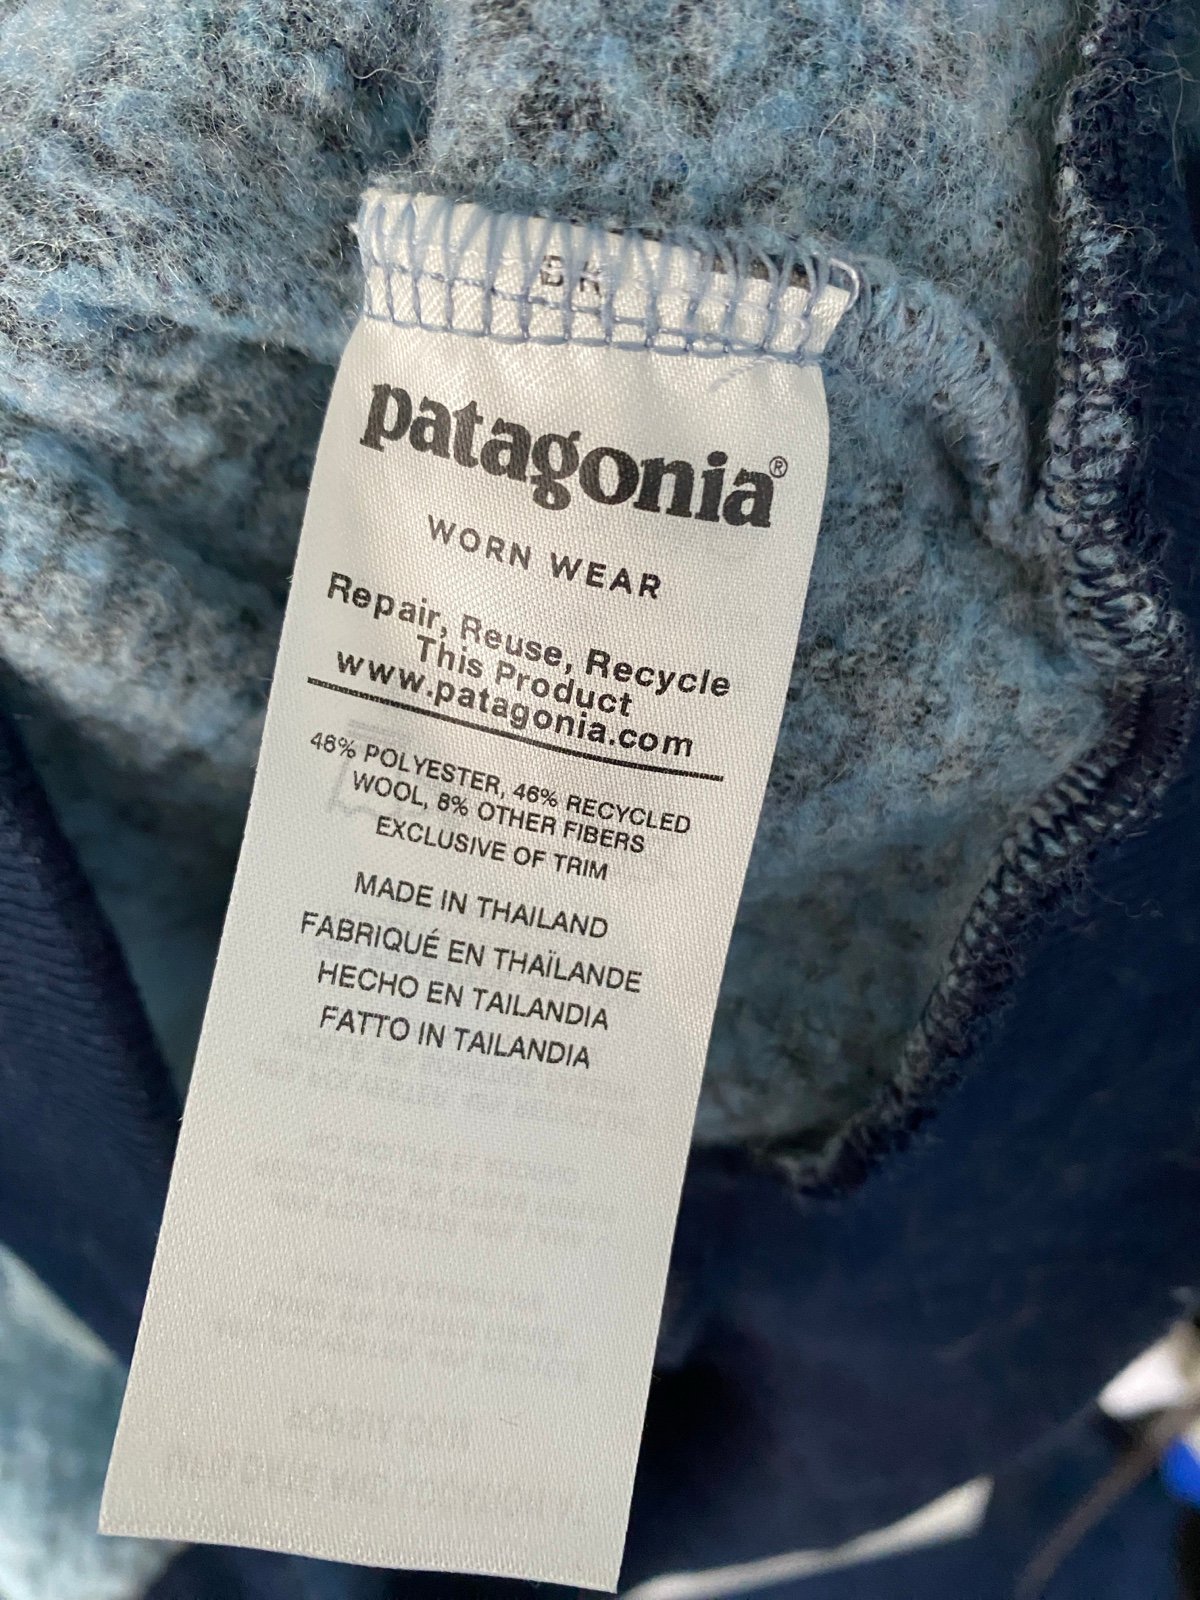 patagonia®
WORN WEAR
Repair, Reuse, Recycle
This Product
www.patagonia.com
46% POLYESTER, 46% RECYCLED
WOOL, 8% OTHER FIBERS
EXCLUSIVE OF TRIM
MADE IN THAILAND
FABRIQUÉ EN THAÏLANDE
HECHO EN TAILANDIA
FATTO IN TAILANDIA